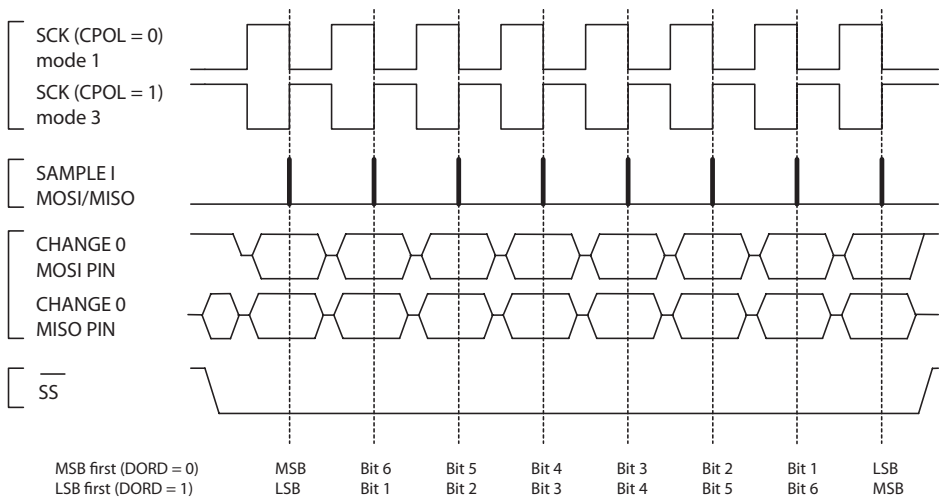 SCK (CPOL = 0)
mode 1
SCK (CPOL = 1)
mode 3
SAMPLE I
MOSI/MISO
CHANGE 0
MOSI PIN
CHANGE 0
MISO PIN
SS
MSB first (DORD = 0) MSB Bit 6 Bit 5 Bit 4 Bit 3 Bit 2 Bit 1 LSB
LSB first (DORD = 1) LSB Bit 1 Bit 2 Bit 3 Bit 4 Bit 5 Bit 6 MSB